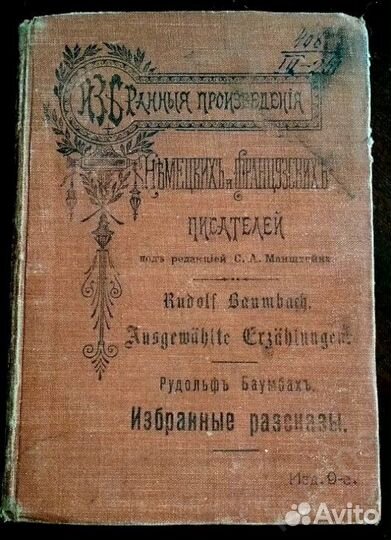 ИЗБРАННЫЯ ПРОИЗВЕДЕНІЯ
НѢМЕЦКИХЪ и ФРАНЦУЗСКИХЪ
ПИСАТЕЛЕЙ
подъ редакціей С. А. Манштейна.
Rudolf Baumbach.
Ausgewählte Erzählungen.
Рудольфъ Баумбахъ.
Избранные разсказы.
Изд. 9-е.
Avito